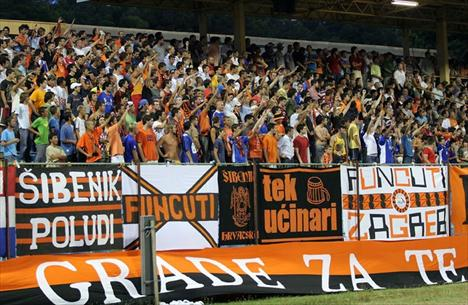 ŠIBENIK
POLUDI
FUNCUTI
ŠIBENIK
HRVATSKA
tek
učinari
FUNCUTI
ZAGREB
GRADE ZA TE